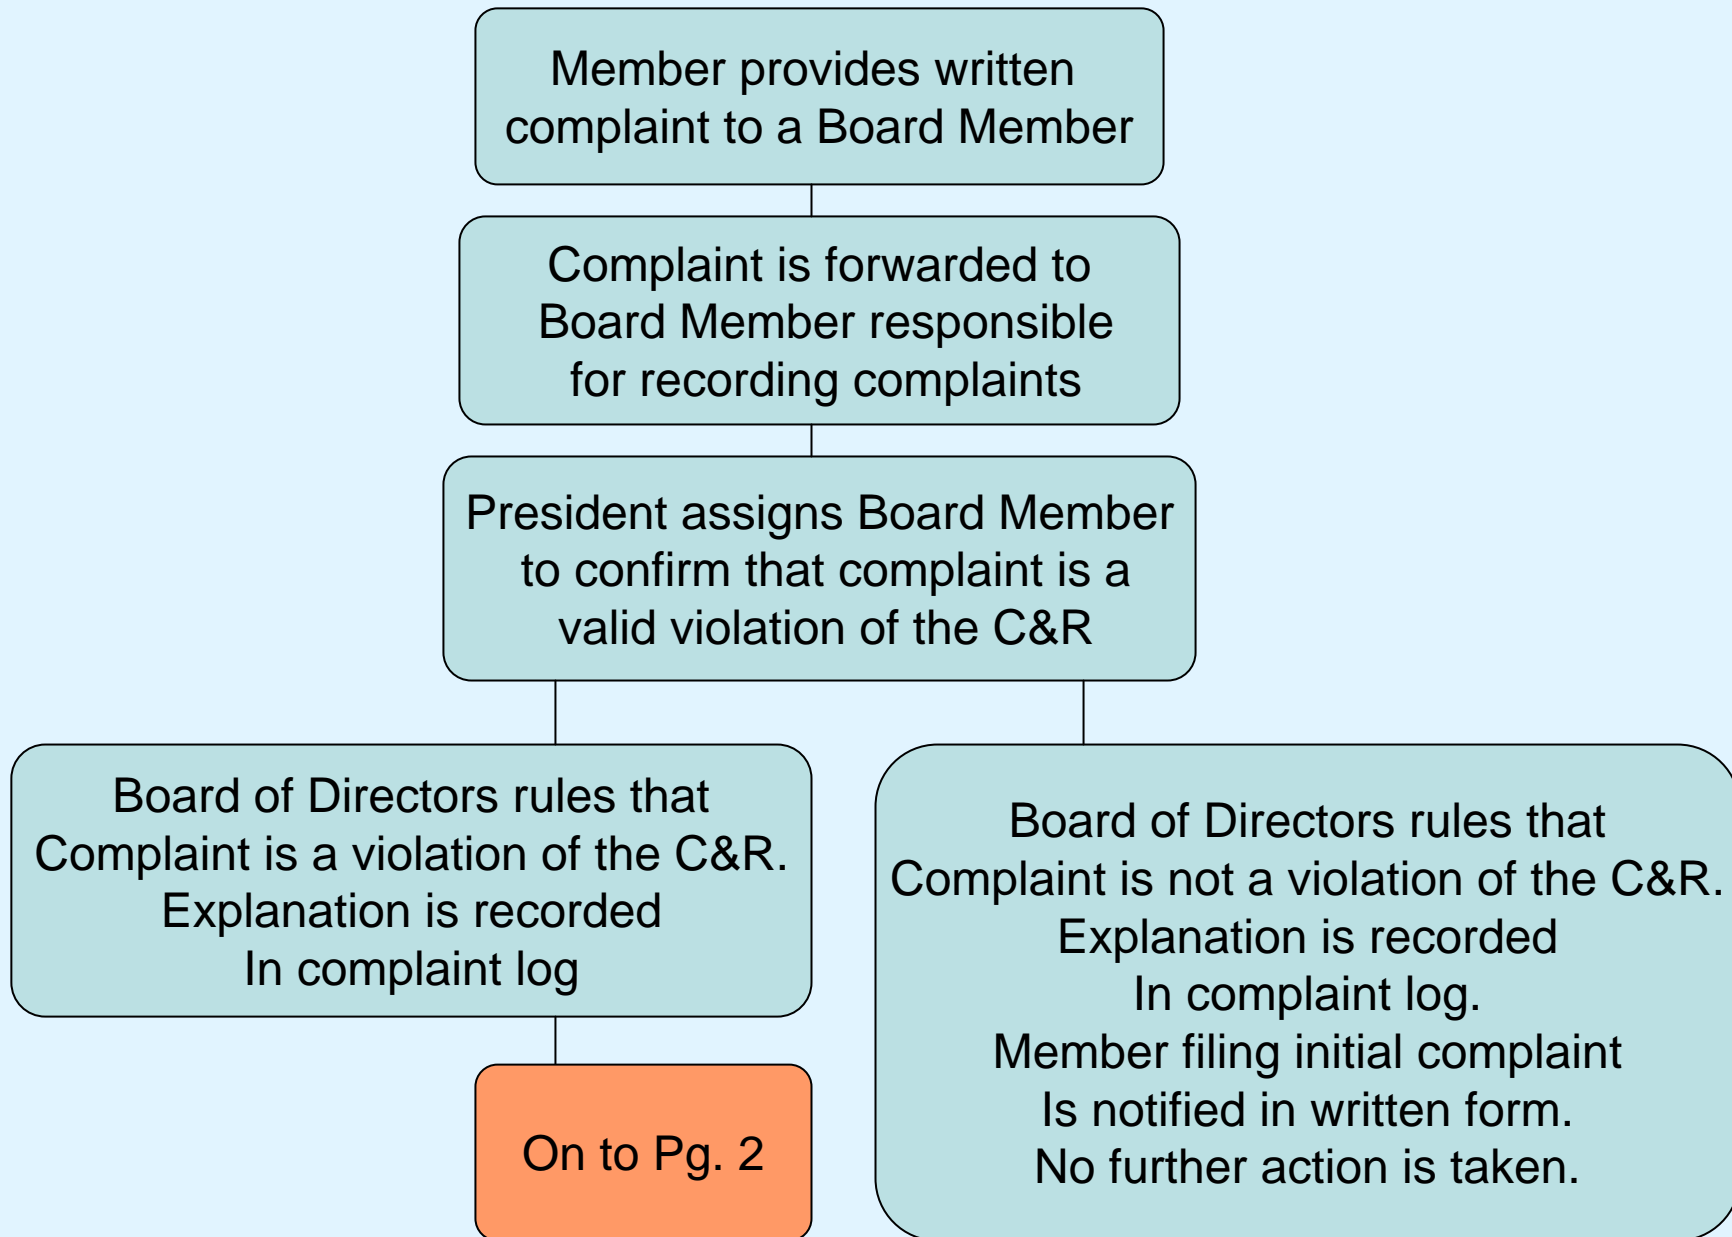 Member provides written
complaint to a Board Member
Complaint is forwarded to
Board Member responsible
for recording complaints
President assigns Board Member
to confirm that complaint is a
valid violation of the C&R
Board of Directors rules that
Complaint is a violation of the C&R.
Explanation is recorded
In complaint log
Board of Directors rules that
Complaint is not a violation of the C&R.
Explanation is recorded
In complaint log.
Member filing initial complaint
Is notified in written form.
No further action is taken.
On to Pg. 2